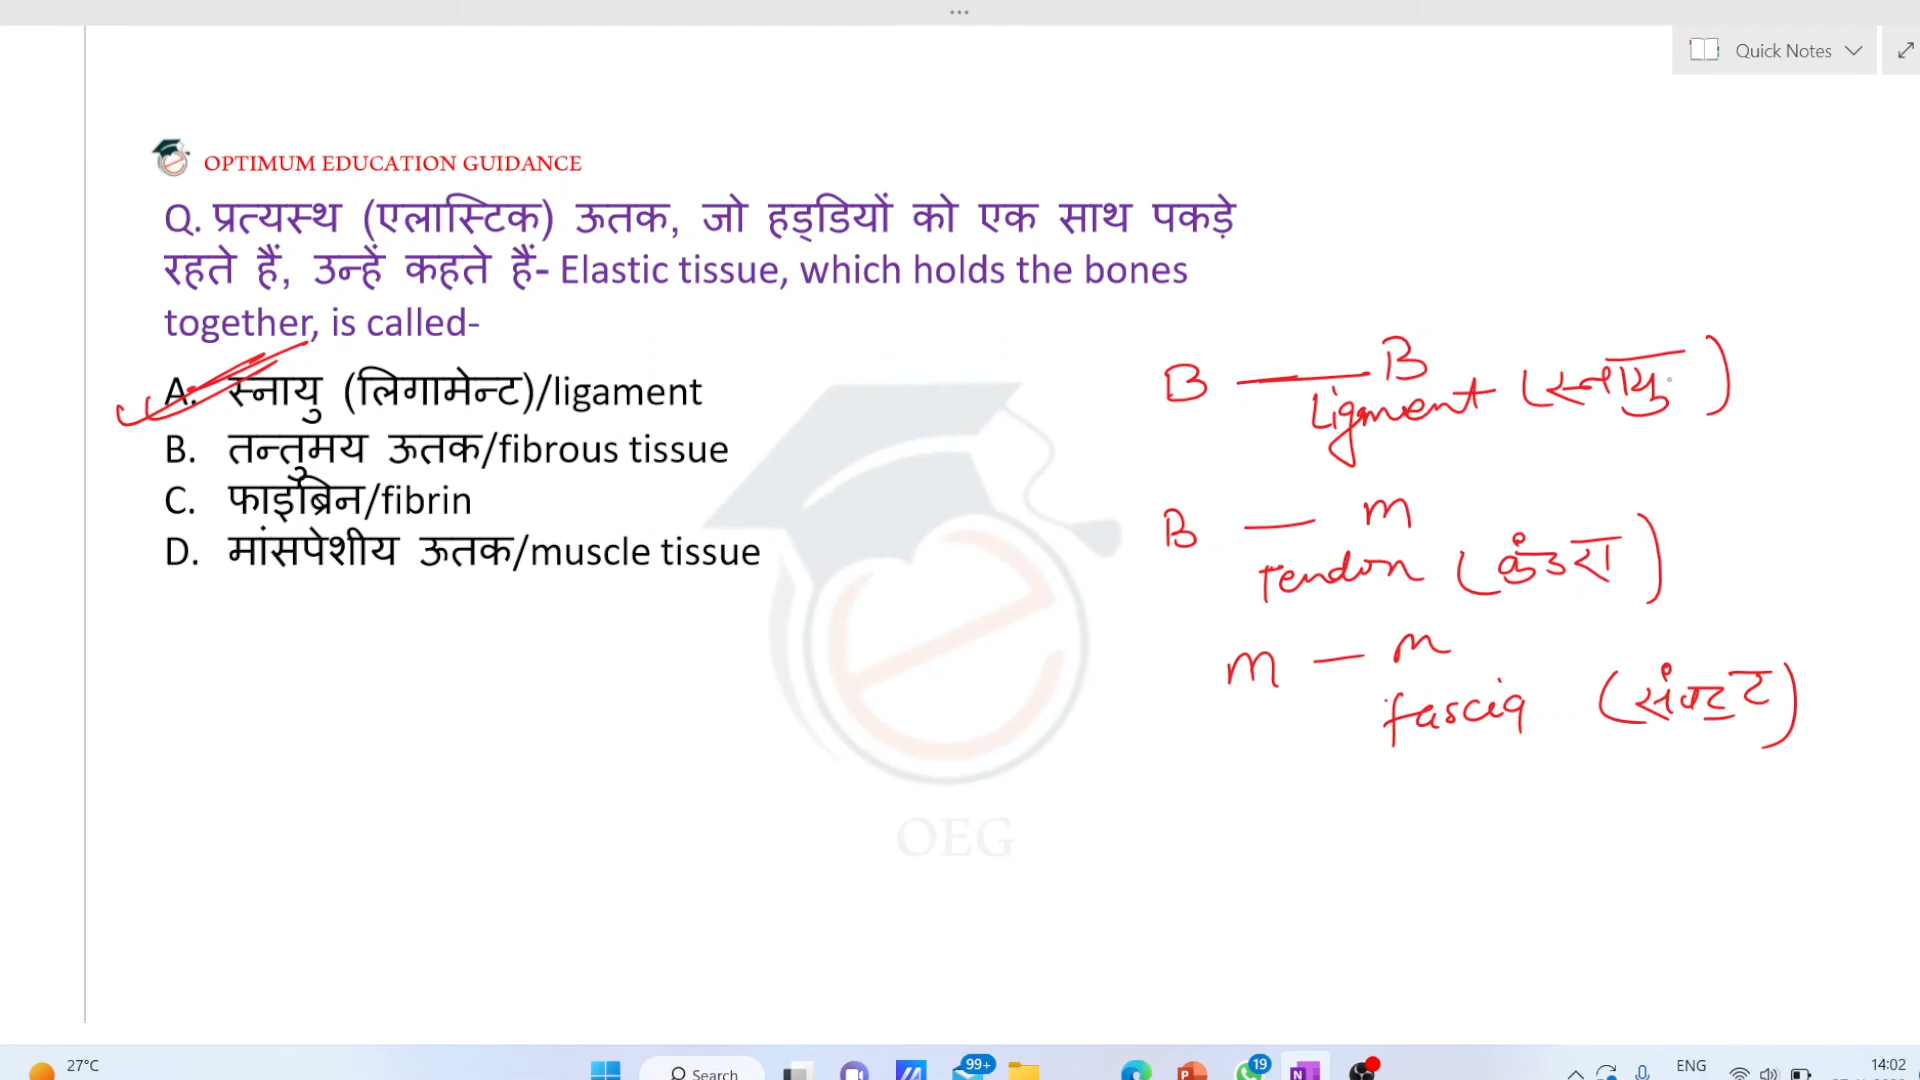 Quick Notes
OPTIMUM EDUCATION GUIDANCE
Q. प्रत्यस्थ (एलास्टिक) ऊतक, जो हड्डियों को एक साथ पकड़े
रहते हैं, उन्हें कहते हैं- Elastic tissue, which holds the bones
together, is called-
A. स्नायु (लिगामेन्ट)/ligament
B. तन्तुमय ऊतक/fibrous tissue
C. फाइब्रिन/fibrin
D. मांसपेशीय ऊतक/muscle tissue
B — B
Ligment (स्नायु)
B — m
Tendon (कंडरा)
m — m
fascia
OEG
27°C
Search
99+
19
ENG
14:02